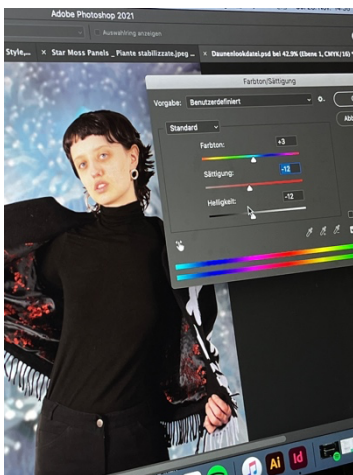 Adobe Photoshop 2021
Auswahlring anzeigen
Style,... × Star Moss Panels _ Piante stabilizzate.jpeg ... × Daunenlookdatei.psd bei 42.9% (Ebene 1, CMYK/16)
Farbton/Sättigung
Vorgabe: Benutzerdefiniert
Abb
Standard
Farbton: +3
Sättigung: -12
Helligkeit: -12
Ai Id